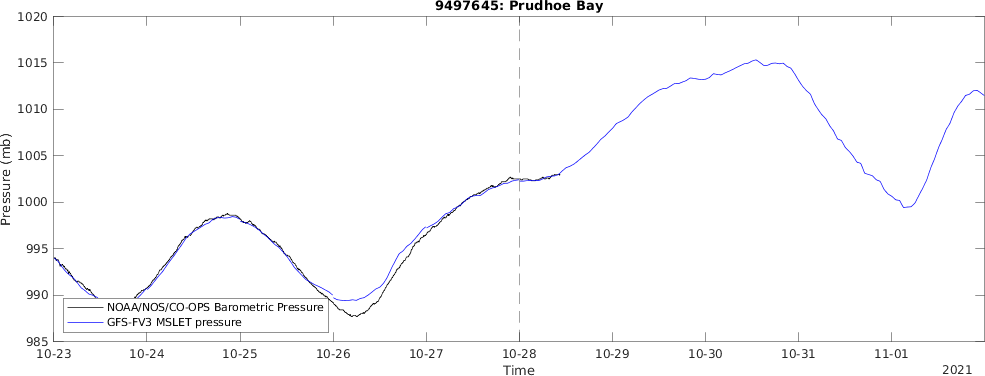 9497645: Prudhoe Bay
1020
1015
1010
1005
1000
995
990
985
Pressure (mb)
NOAA/NOS/CO-OPS Barometric Pressure
GFS-FV3 MSLET pressure
10-23 10-24 10-25 10-26 10-27 10-28 10-29 10-30 10-31 11-01
Time
2021